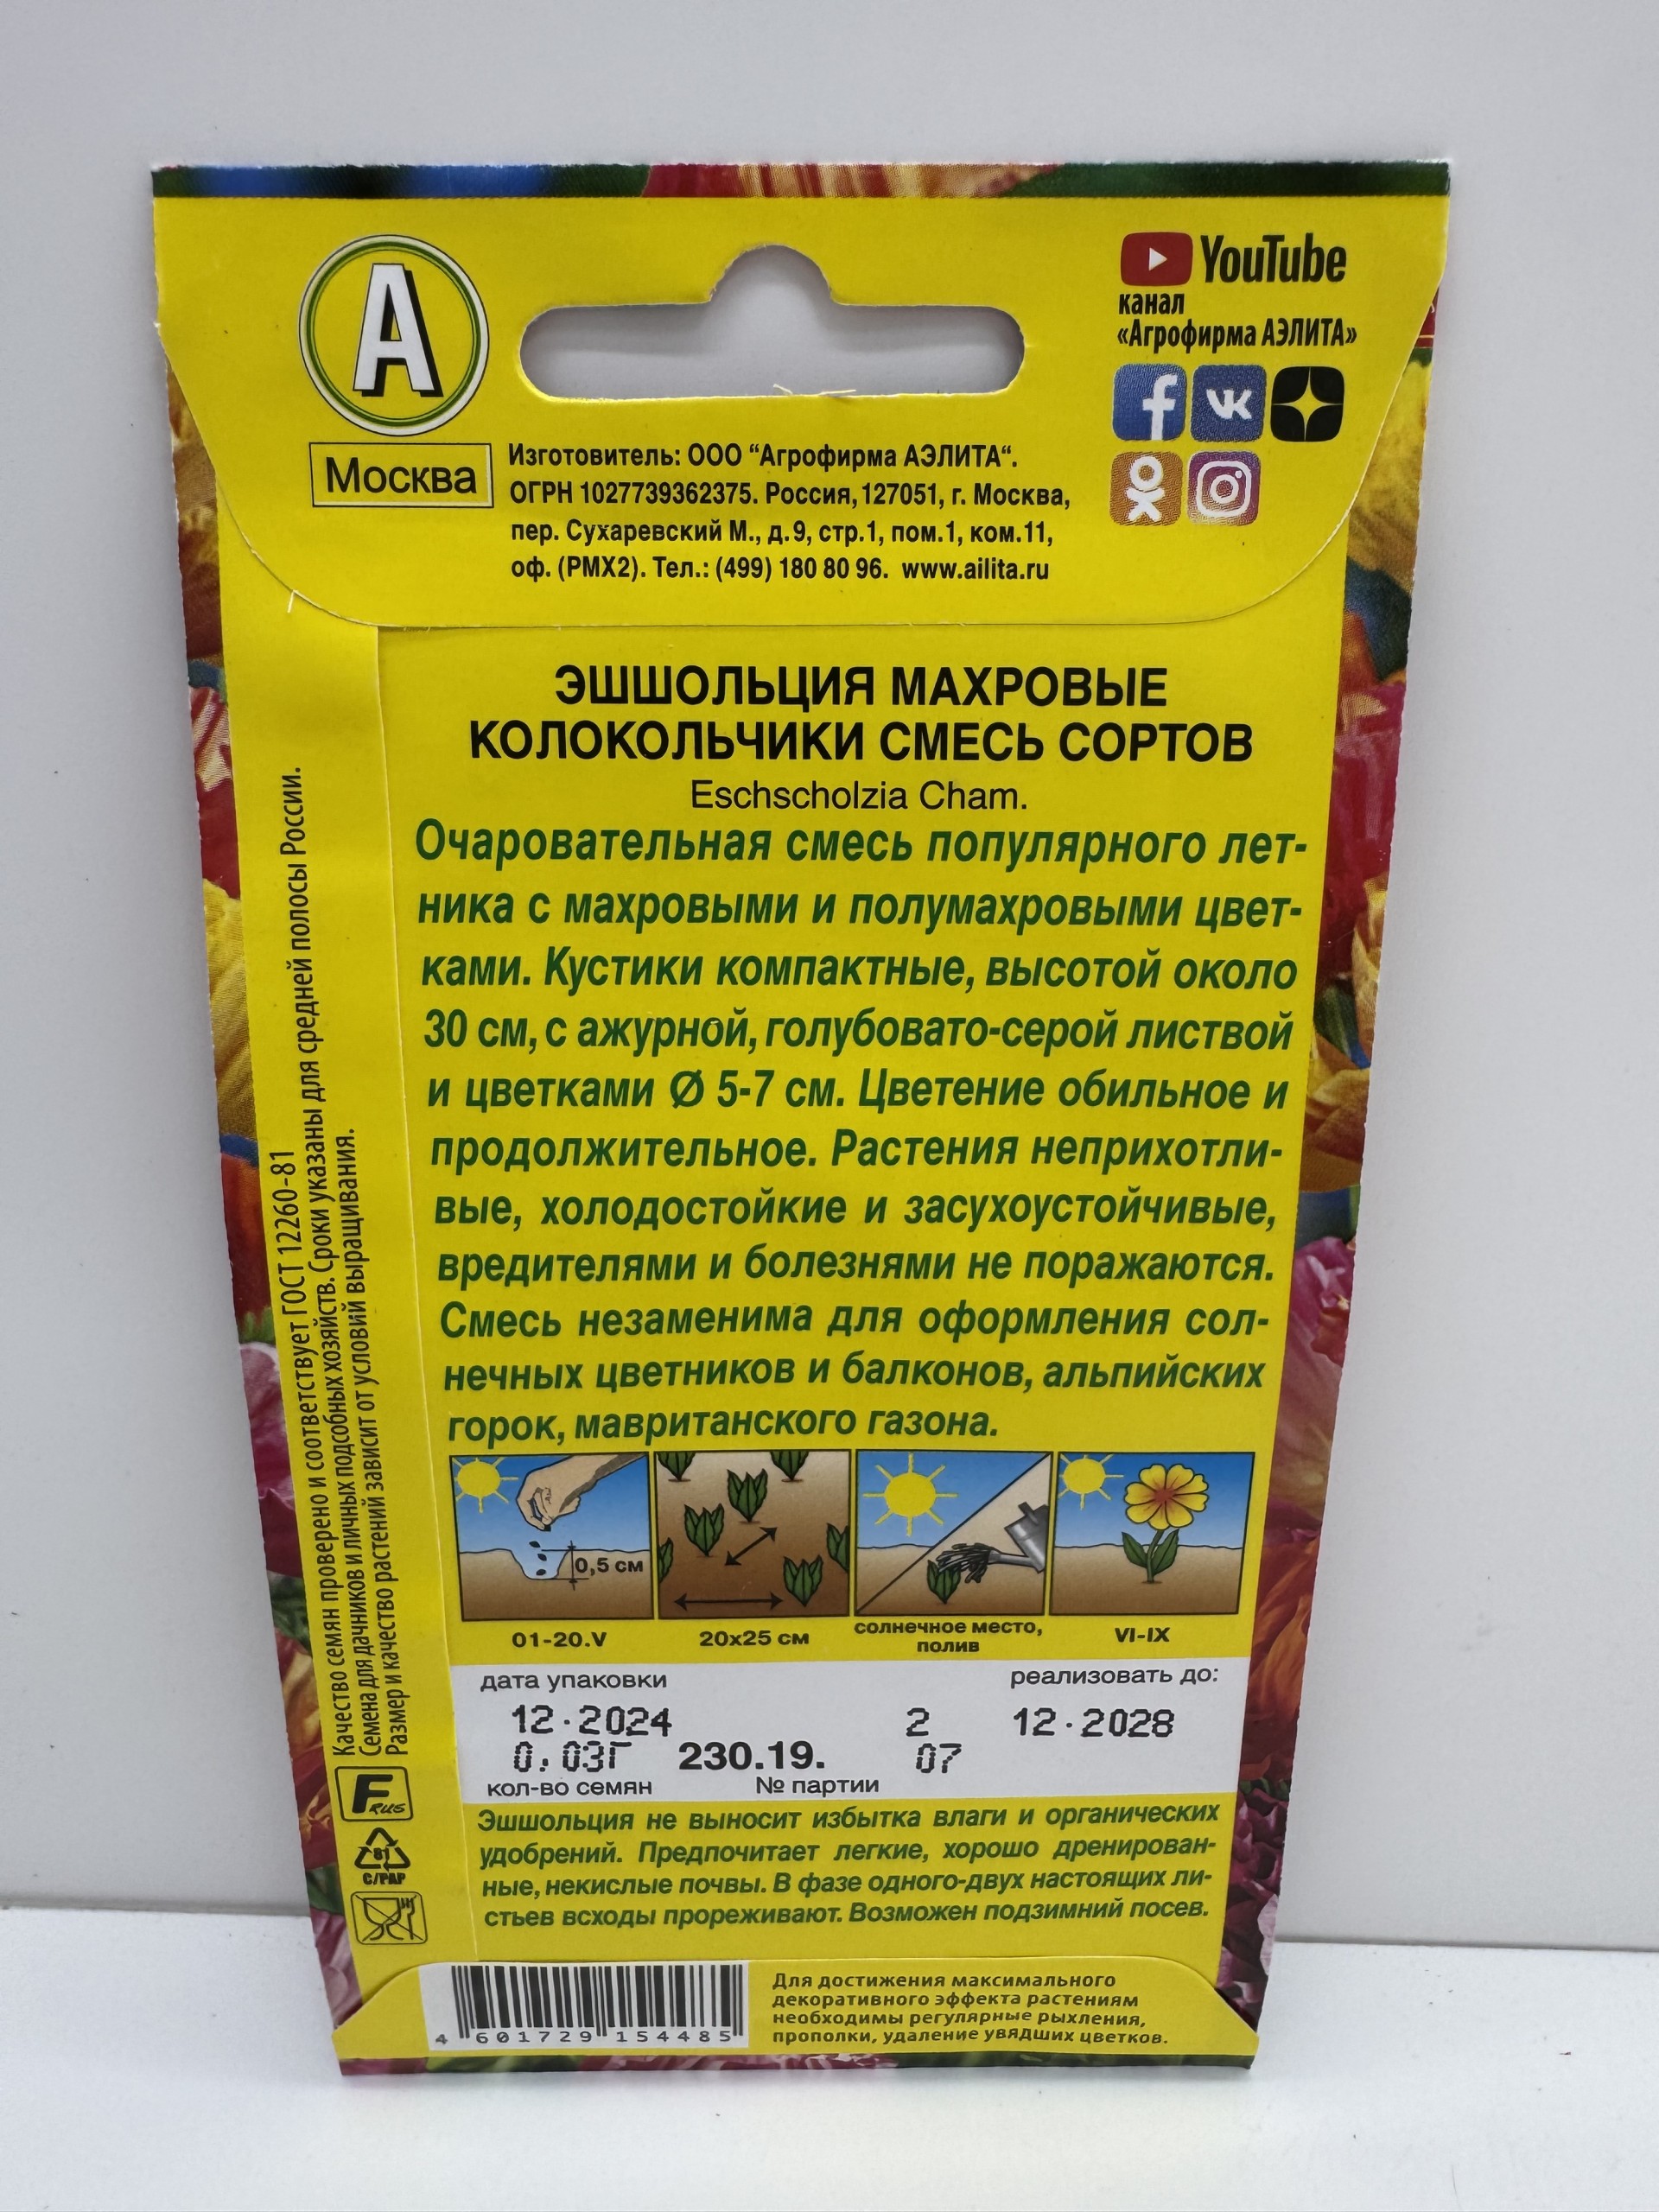 А
Москва
YouTube
канал
«Агрофирма АЭЛИТА»
Изготовитель: ООО “Агрофирма АЭЛИТА“.
ОГРН 1027739362375. Россия, 127051, г. Москва,
пер. Сухаревский М., д.9, стр.1, пом.1, ком.11,
оф. (РМХ2). Тел.: (499) 180 80 96. www.ailita.ru
ЭШШОЛЬЦИЯ МАХРОВЫЕ
КОЛОКОЛЬЧИКИ СМЕСЬ СОРТОВ
Eschscholzia Cham.
Очаровательная смесь популярного лет-
ника с махровыми и полумахровыми цвет-
ками. Кустики компактные, высотой около
30 см, с ажурной, голубовато-серой листвой
и цветками Ø 5-7 см. Цветение обильное и
продолжительное. Растения неприхотли-
вые, холодостойкие и засухоустойчивые,
вредителями и болезнями не поражаются.
Смесь незаменима для оформления сол-
нечных цветников и балконов, альпийских
горок, мавританского газона.
0,5 см
01-20.V
20х25 см
солнечное место,
полив
VI-IX
дата упаковки
реализовать до:
12.2024
2
12.2028
0.03Г
230.19.
07
кол-во семян
№ партии
Эшшольция не выносит избытка влаги и органических
удобрений. Предпочитает легкие, хорошо дренирован-
ные, некислые почвы. В фазе одного-двух настоящих ли-
стьев всходы прореживают. Возможен подзимний посев.
Качество семян проверено и соответствует ГОСТ 12260-81
Семена для дачников и личных подсобных хозяйств. Сроки указаны для средней полосы России.
Размер и качество растений зависит от условий выращивания.
F RUS
81
C/PAP
4 601729 154485
Для достижения максимального
декоративного эффекта растениям
необходимы регулярные рыхления,
прополки, удаление увядших цветков.